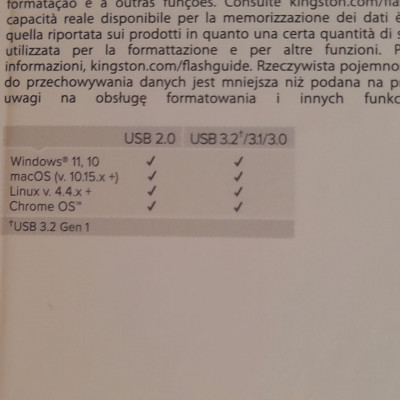 formatação e a outras funções. Consulte kingston.com/
capacità reale disponibile per la memorizzazione dei dati è
quella riportata sui prodotti in quanto una certa quantità di
utilizzata per la formattazione e per altre funzioni.
informazioni, kingston.com/flashguide. Rzeczywista
do przechowywania danych jest mniejsza niż podana na
uwagi na obsługę formatowania i innych
USB 2.0 USB 3.2†/3.1/3.0
Windows® 11, 10 ✓ ✓
macOS (v. 10.15.x +) ✓ ✓
Linux v. 4.4.x + ✓ ✓
Chrome OS™ ✓ ✓
†USB 3.2 Gen 1